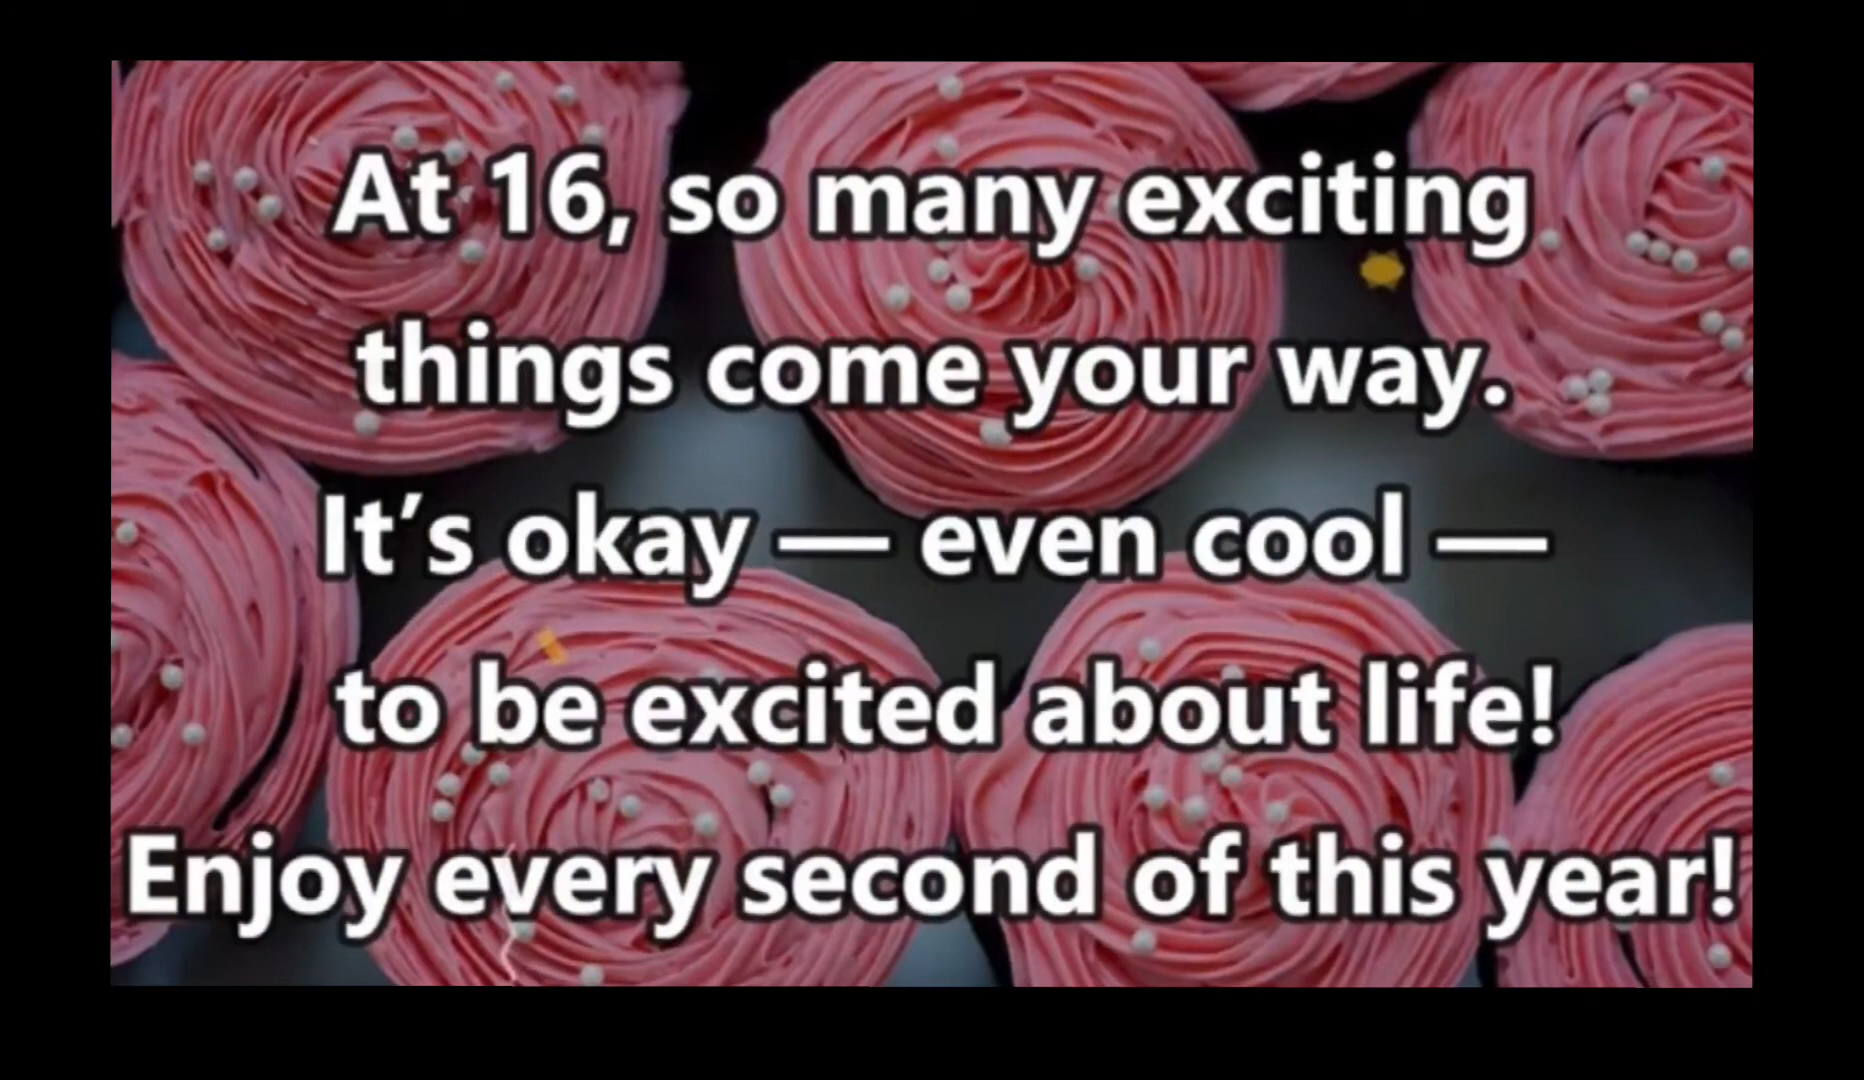 At 16, so many exciting
things come your way.
It’s okay — even cool —
to be excited about life!
Enjoy every second of this year!